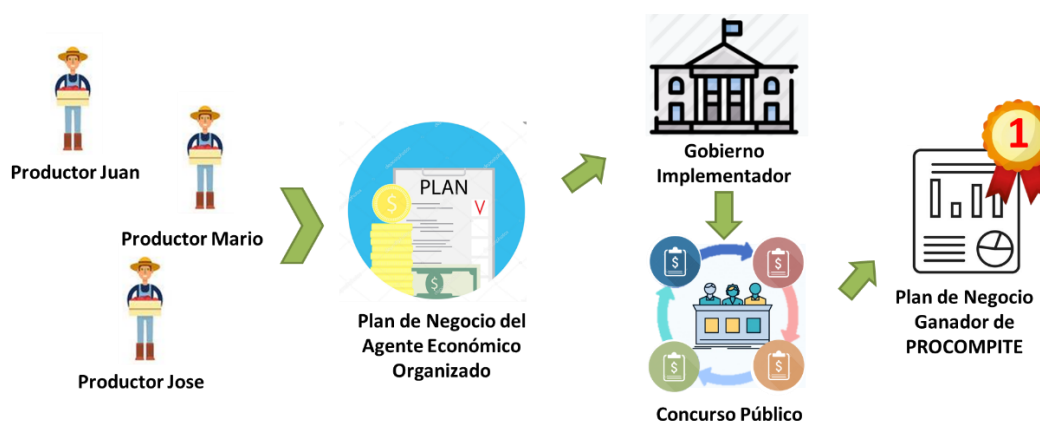 Productor Juan
Productor Mario
Productor Jose
PLAN
V
$
$
Plan de Negocio del
Agente Económico
Organizado
Gobierno
Implementador
$
$
$
$
Concurso Público
1
Plan de Negocio
Ganador de
PROCOMPITE